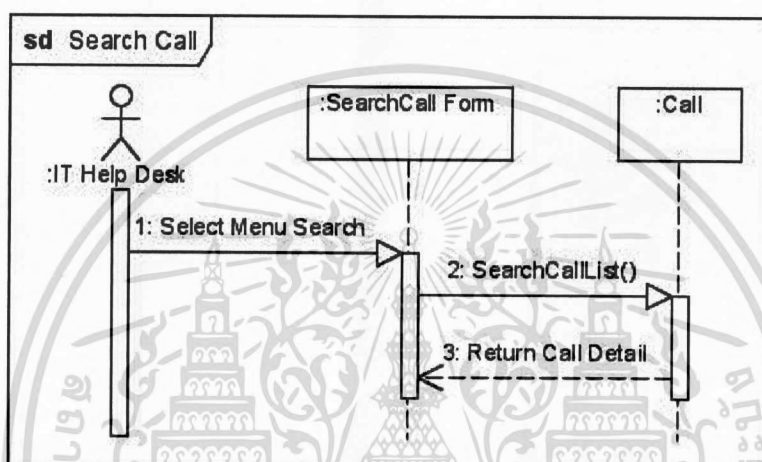 sd Search Call
:SearchCall Form
:Call
:IT Help Desk
1: Select Menu Search
2: SearchCallList()
3: Return Call Detail